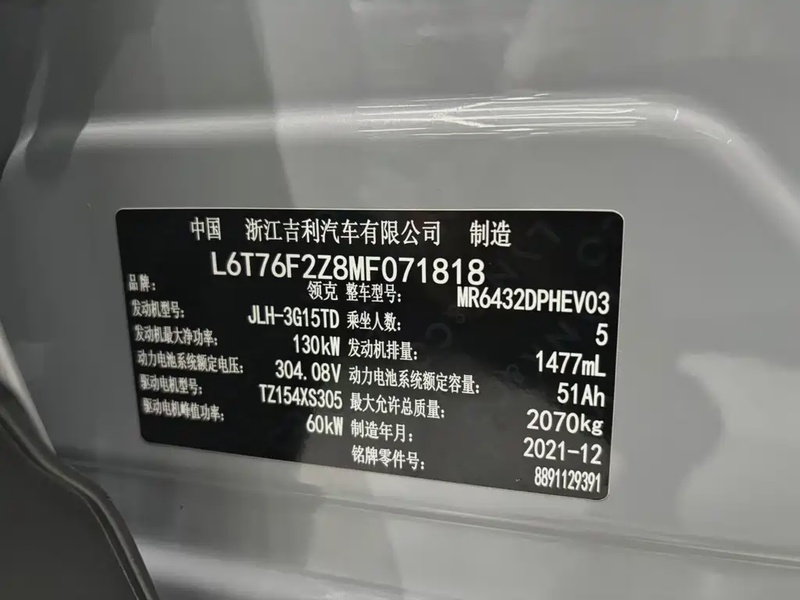 中国 浙江吉利汽车有限公司 制造
L6T76F2Z8MF071818
品牌: 领克 整车型号: MR6432DPHEV03
发动机型号: JLH-3G15TD 乘坐人数: 5
发动机最大净功率: 130kW 发动机排量: 1477mL
动力电池系统额定电压: 304.08V 动力电池系统额定容量: 51Ah
驱动电机型号: TZ154XS305 最大允许总质量: 2070kg
驱动电机峰值功率: 60kW 制造年月: 2021-12
铭牌零件号: 8891129391